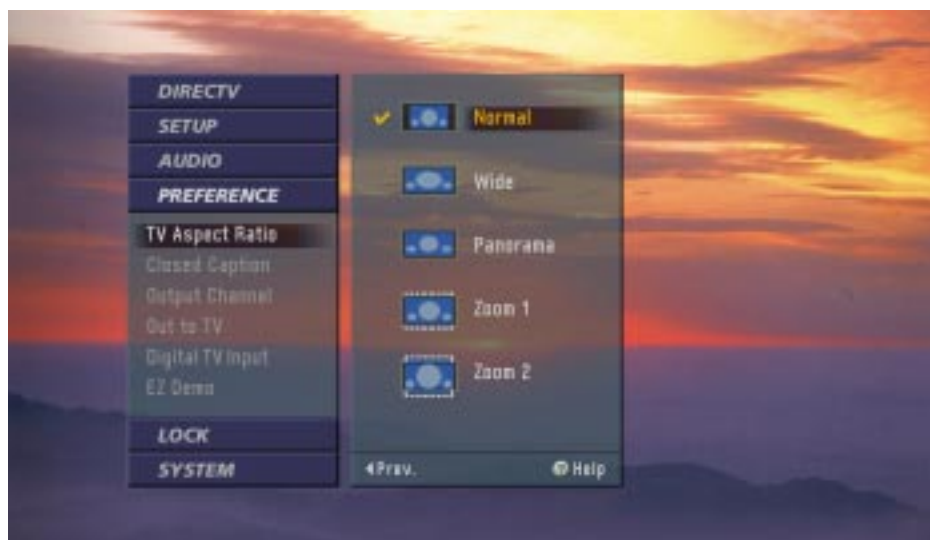 DIRECTV
SETUP
AUDIO
PREFERENCE
TV Aspect Ratio
Closed Caption
Output Channel
Out to TV
Digital TV Input
EZ Demo
LOCK
SYSTEM
Normal
Wide
Panorama
Zoom 1
Zoom 2
Prev.
Help